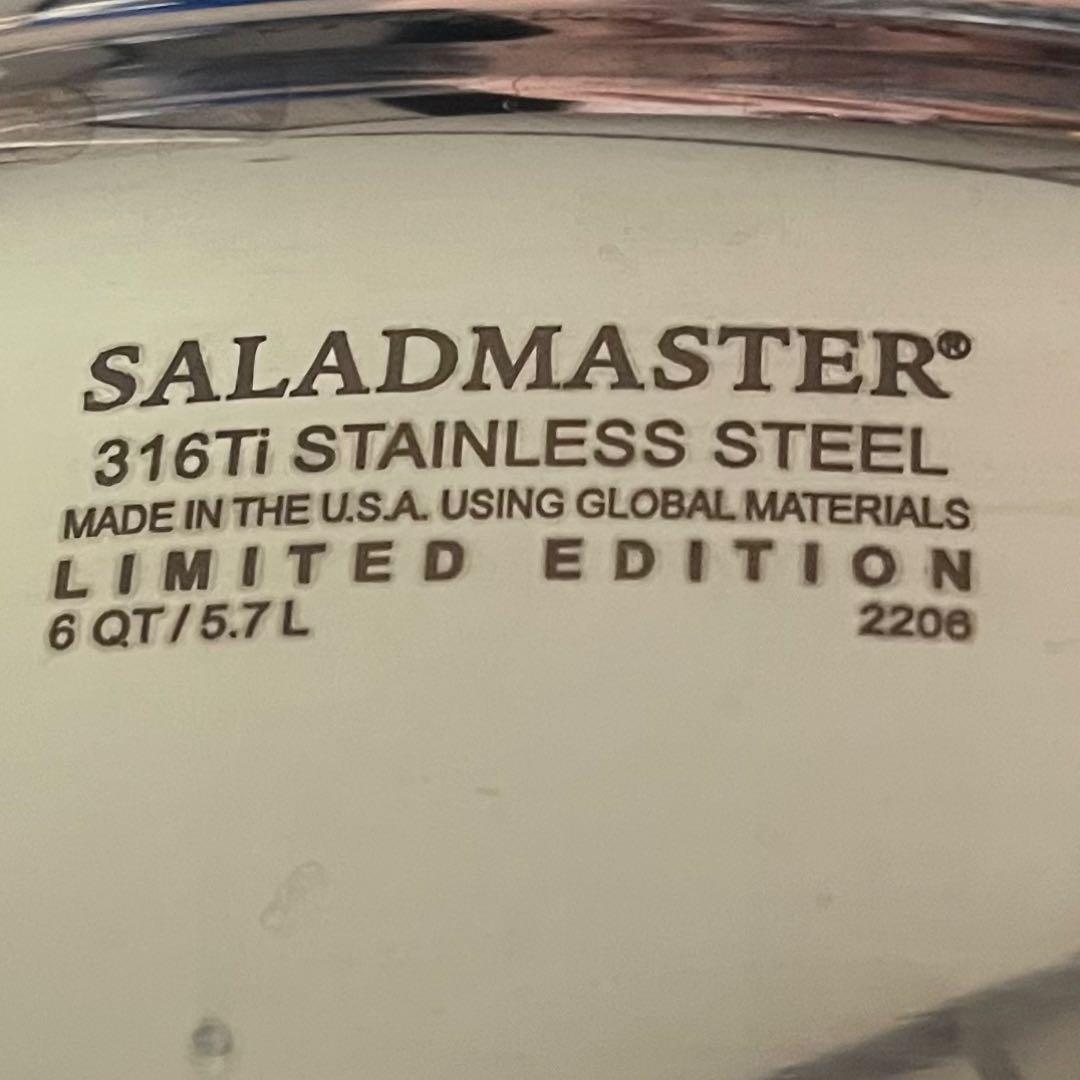 SALADMASTER®
316Ti STAINLESS STEEL
MADE IN THE U.S.A. USING GLOBAL MATERIALS
LIMITED EDITION
6 QT / 5.7 L 2206